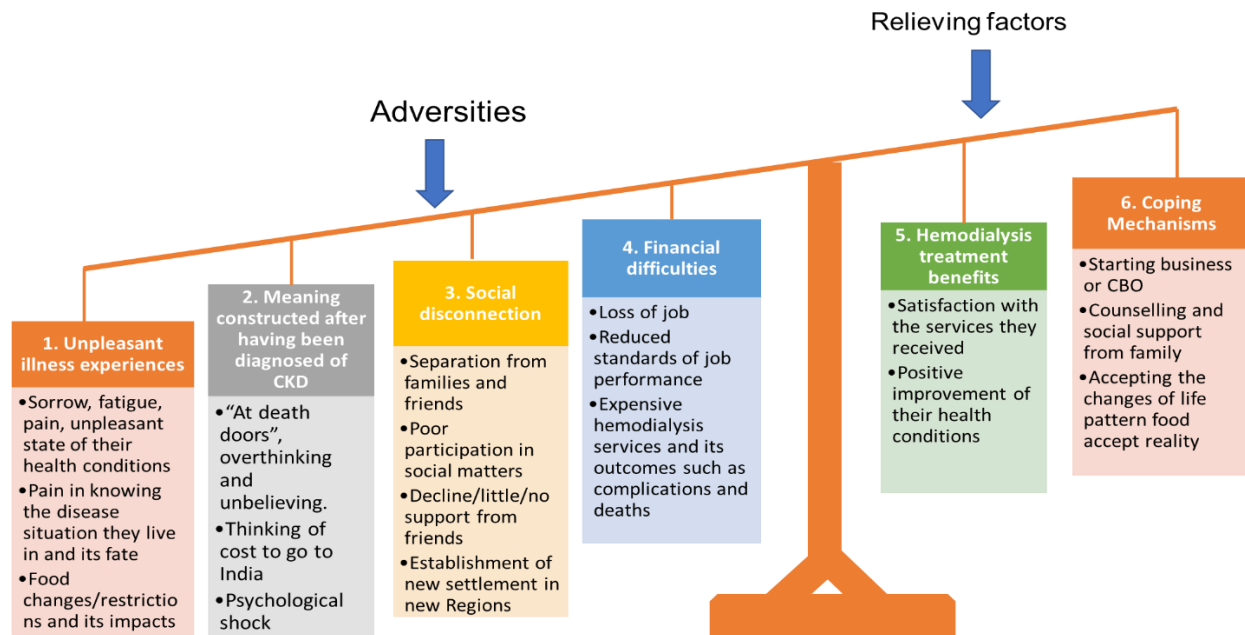 Relieving factors
Adversities
1. Unpleasant
illness experiences
•Sorrow, fatigue,
pain, unpleasant
state of their
health conditions
•Pain in knowing
the disease
situation they live
in and its fate
•Food
changes/restrictio
ns and its impacts
2. Meaning
constructed after
having been
diagnosed of
CKD
•“At death
doors”,
overthinking
and
unbelieving.
•Thinking of
cost to go to
India
•Psychological
shock
3. Social
disconnection
•Separation from
families and
friends
•Poor
participation in
social matters
•Decline/little/no
support from
friends
•Establishment of
new settlement in
new Regions
4. Financial
difficulties
•Loss of job
•Reduced
standards of job
performance
•Expensive
hemodialysis
services and its
outcomes such as
complications and
deaths
5. Hemodialysis
treatment
benefits
•Satisfaction with
the services they
received
•Positive
improvement of
their health
conditions
6. Coping
Mechanisms
•Starting business
or CBO
•Counselling and
social support
from family
•Accepting the
changes of life
pattern food
accept reality